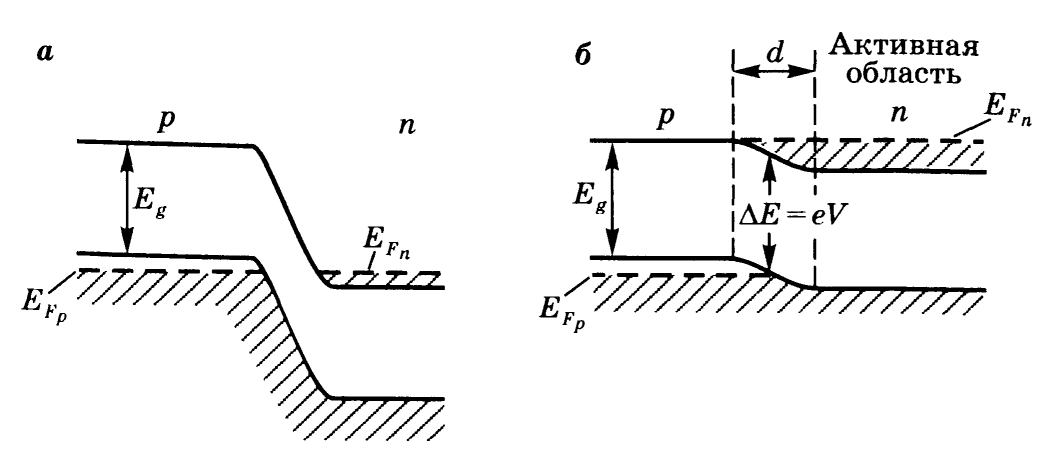 а
p
n
E_g
E_{F_n}
E_{F_p}
б
d
Активная
область
p
n
E_{F_n}
E_g
ΔE = eV
E_{F_p}